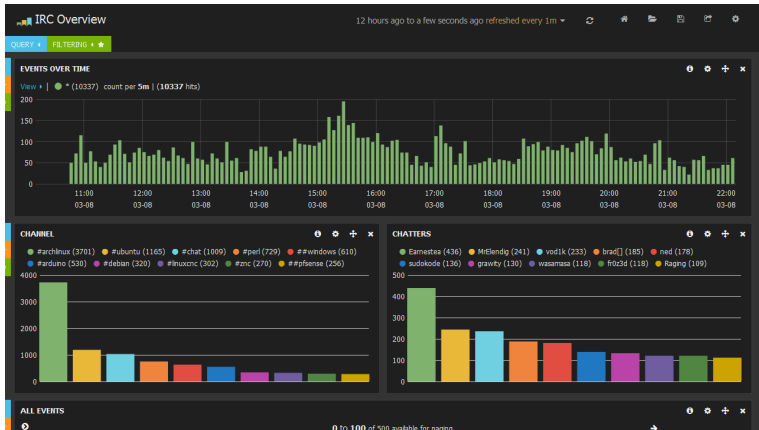 IRC Overview
12 hours ago to a few seconds ago refreshed every 1m
QUERY
FILTERING
EVENTS OVER TIME
View | * (10337) count per 5m | (10337 hits)
200
150
100
50
0
11:00 12:00 13:00 14:00 15:00 16:00 17:00 18:00 19:00 20:00 21:00 22:00
03-08 03-08 03-08 03-08 03-08 03-08 03-08 03-08 03-08 03-08 03-08 03-08
CHANNEL
#archlinux (3701) #ubuntu (1165) #chat (1009) #perl (729) ##windows (610)
#arduino (530) #debian (320) #linuxcnc (302) #znc (270) ##pfsense (256)
4000
3000
2000
1000
0
CHATTERS
Earnestea (436) MrElendig (241) vod1k (233) brad[] (185) ned (178)
sudokode (136) grawity (130) wasamasa (118) fr0z3d (118) Raging (109)
500
400
300
200
100
0
ALL EVENTS
0 TO 100 of 500 available for paging